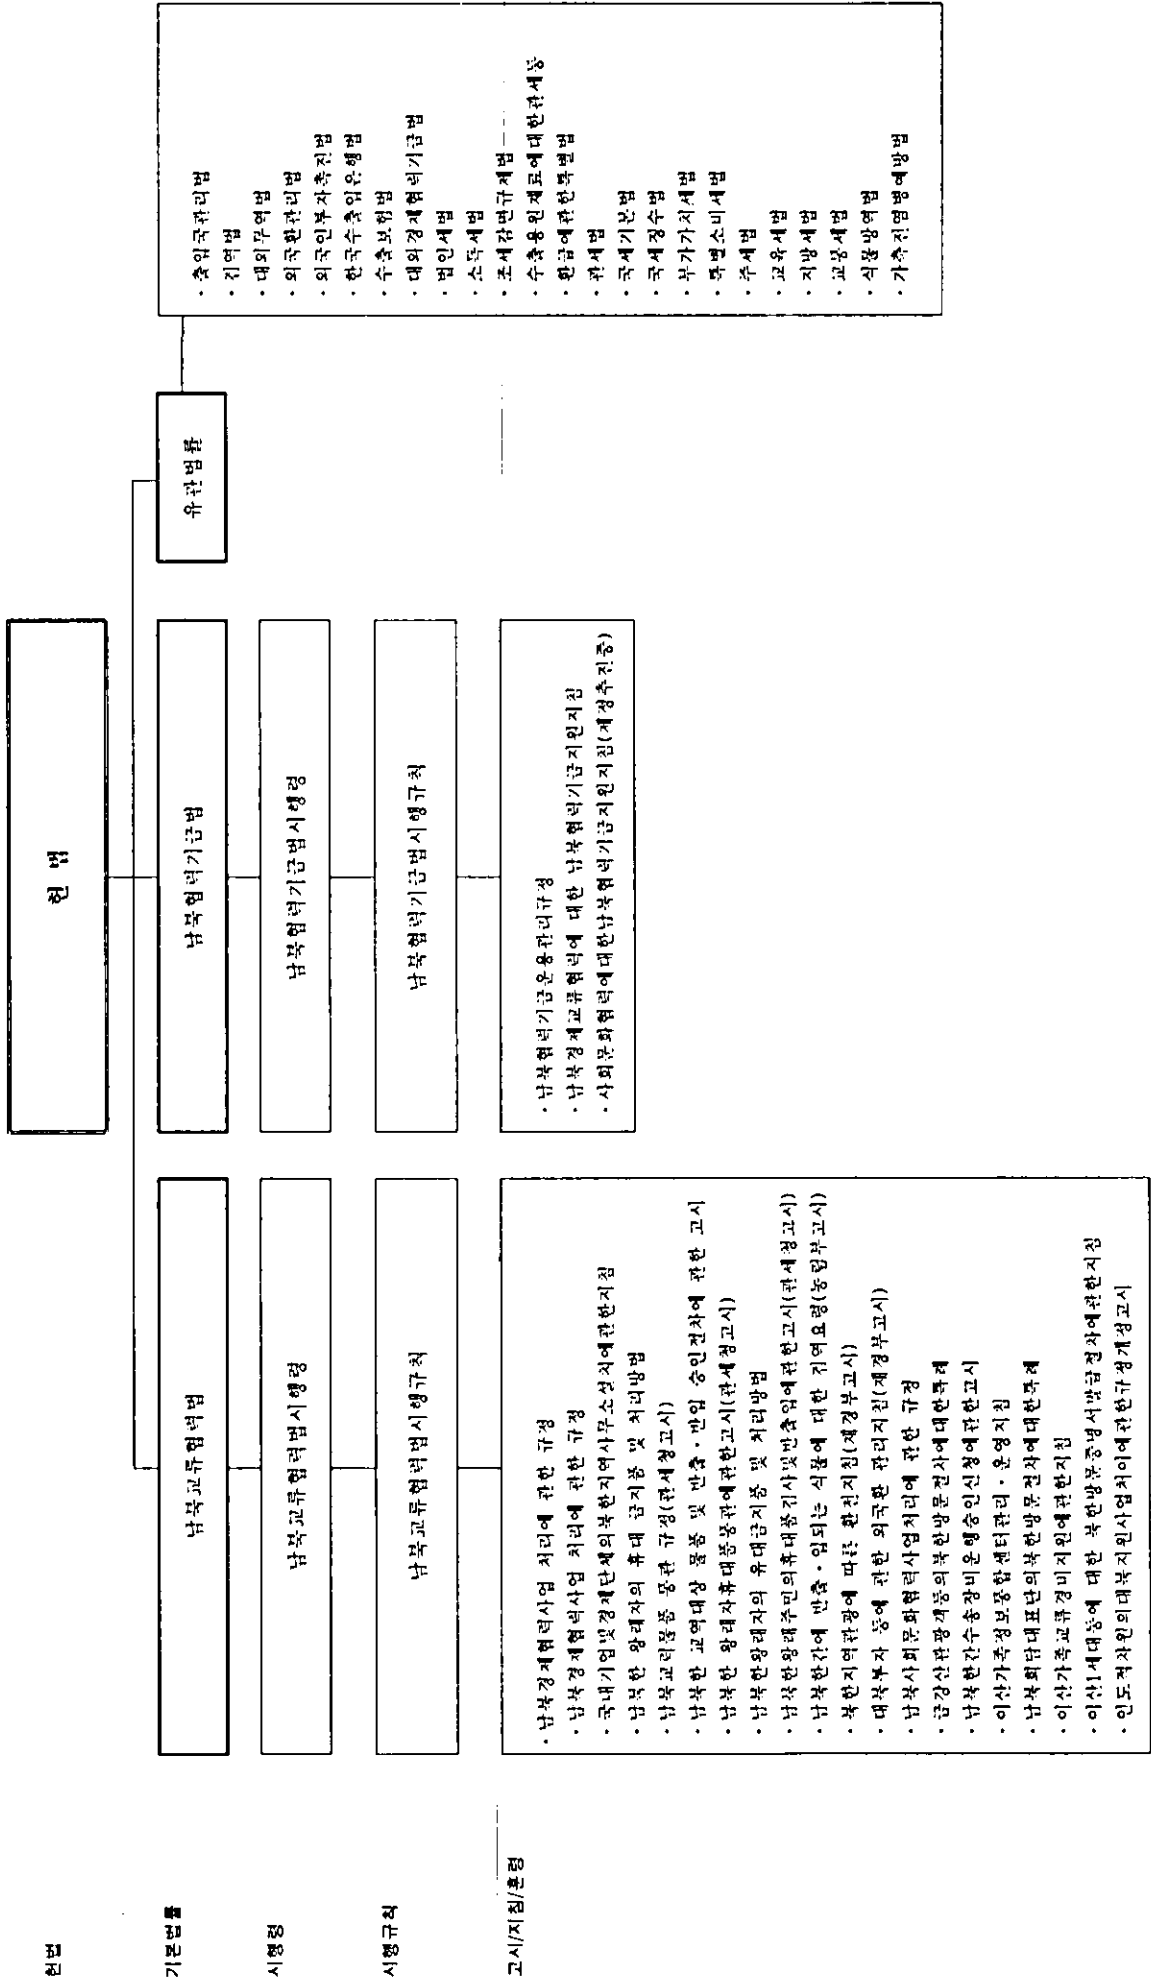 헌법
헌 법
기본법률
남북교류협력법
남북협력기금법
유관법률
시행령
남북교류협력법시행령
남북협력기금법시행령
시행규칙
남북교류협력법시행규칙
남북협력기금법시행규칙
고시/지침/훈령
· 남북경제협력사업 처리에 관한 규정
· 남북경제협력사업 처리에 관한 규정
· 국내기업및경제단체의북한지역사무소설치에관한지침
· 남북한 왕래자의 휴대 금지품 및 처리방법
· 남북교역물품 통관 규정(관세청고시)
· 남북한 교역대상 물품 및 반출·반입 승인절차에 관한 고시
· 남북한 왕래자휴대품통관에관한고시(관세청고시)
· 남북한왕래자의 휴대금지품 및 처리방법
· 남북한왕래주민의휴대품검사및반출입에관한고시(관세청고시)
· 남북한간에 반출·입되는 식물에 대한 검역요령(농림부고시)
· 북한지역관광에 따른 환전지침(재경부고시)
· 대북투자 등에 관한 외국환 관리지침(재경부고시)
· 남북사회문화협력사업처리에 관한 규정
· 금강산관광객등의북한방문절차에대한특례
· 남북한간수송장비운행승인신청에관한고시
· 이산가족정보통합센터관리·운영지침
· 남북회담대표단의북한방문절차에대한특례
· 이산가족교류경비지원에관한지침
· 이산1세대등에 대한 북한방문증명서발급절차에관한지침
· 인도적차원의대북지원사업처리에관한규정개정고시
· 남북협력기금운용관리규정
· 남북경제교류협력에 대한 남북협력기금지원지침
· 사회문화협력에대한남북협력기금지원지침(제정추진중)
· 출입국관리법
· 검역법
· 대외무역법
· 외국환관리법
· 외국인투자촉진법
· 한국수출입은행법
· 수출보험법
· 대외경제협력기금법
· 법인세법
· 소득세법
· 조세감면규제법
· 수출용원재료에대한관세등
· 환급에관한특별법
· 관세법
· 국세기본법
· 국세징수법
· 부가가치세법
· 특별소비세법
· 주세법
· 교육세법
· 지방세법
· 교통세법
· 식물방역법
· 가축전염병예방법